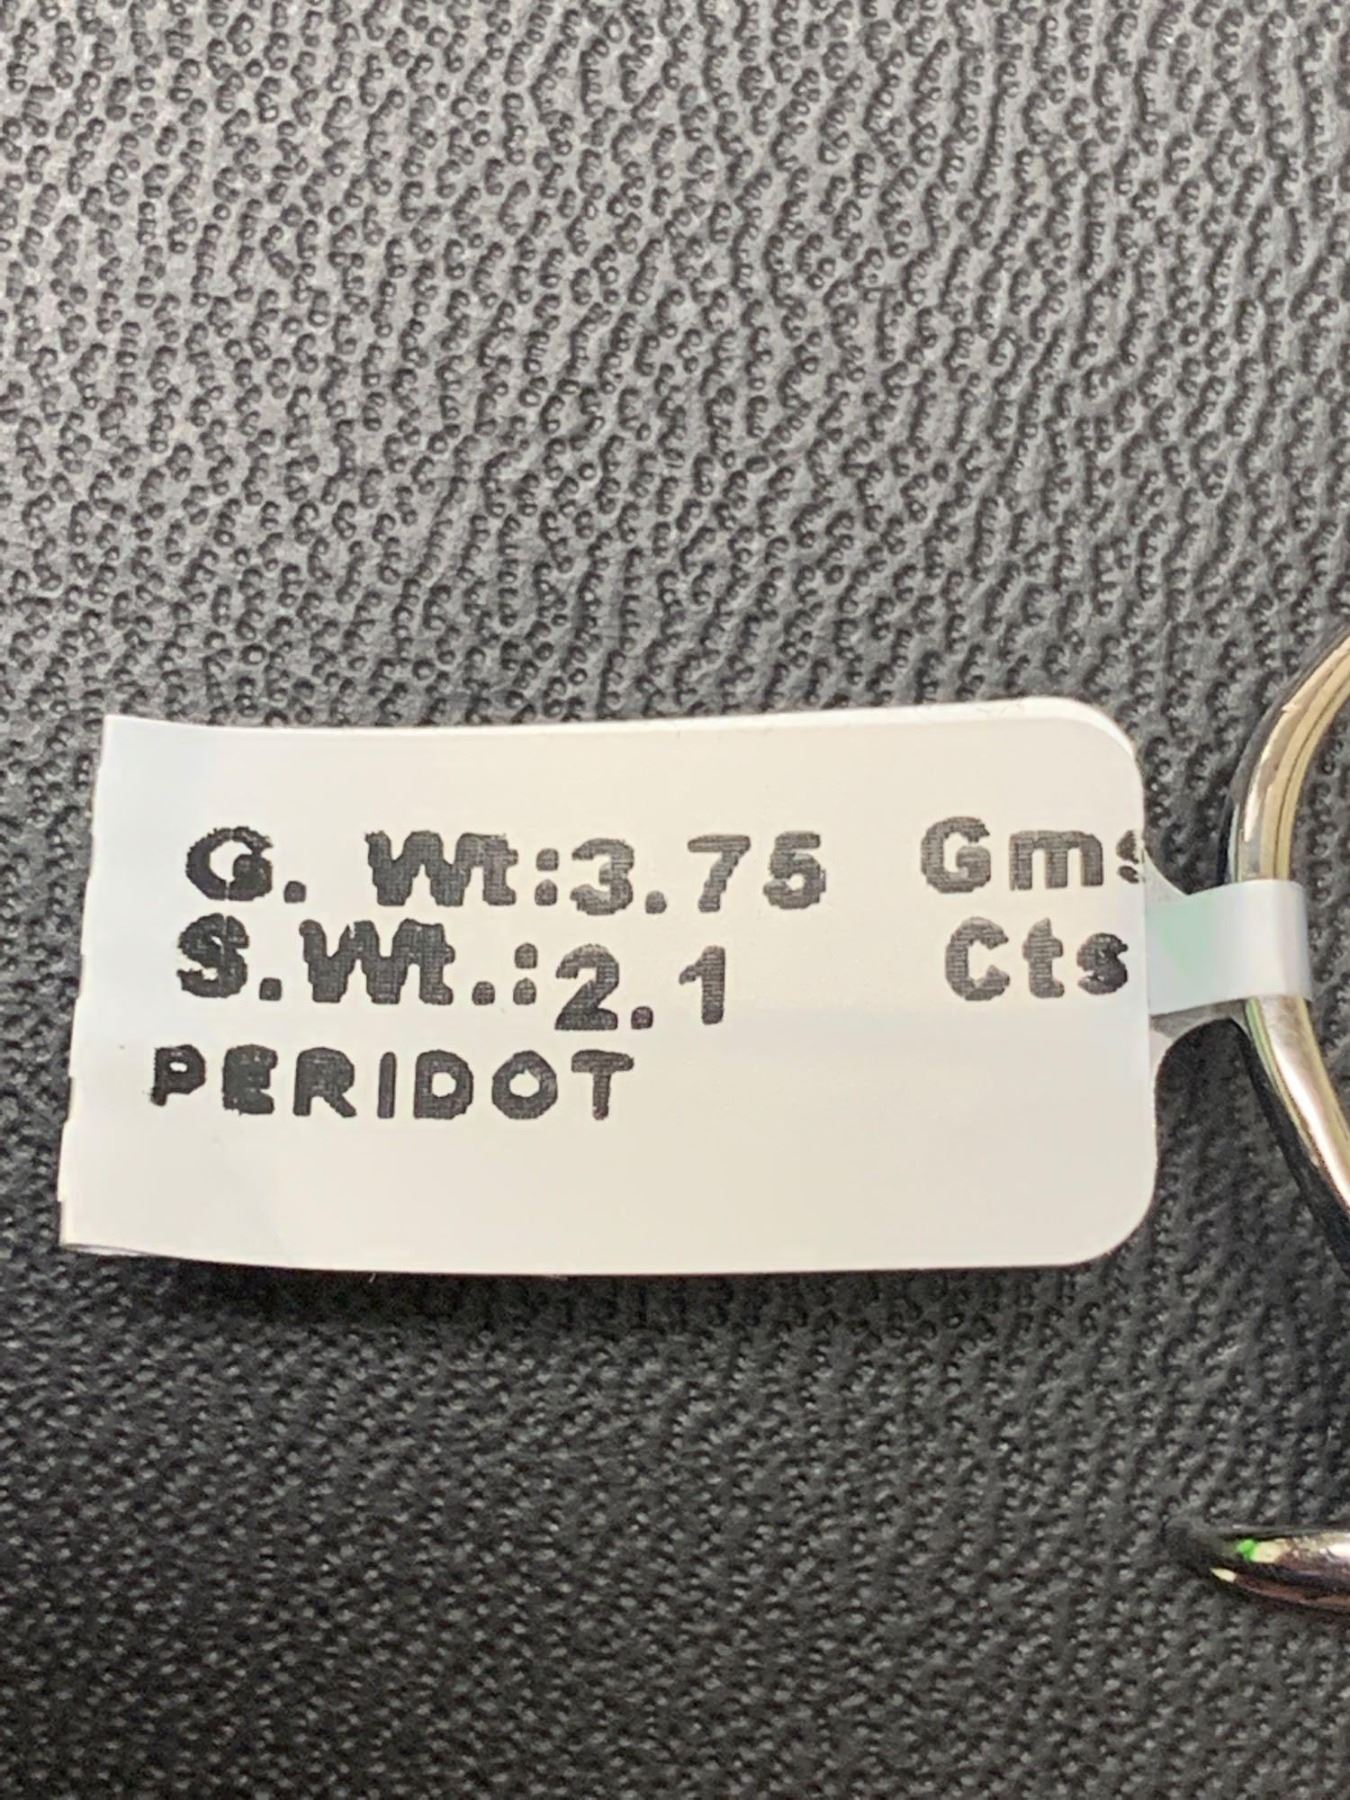 G. Wt:3.75 Gms
S.Wt.:2.1 Cts
PERIDOT